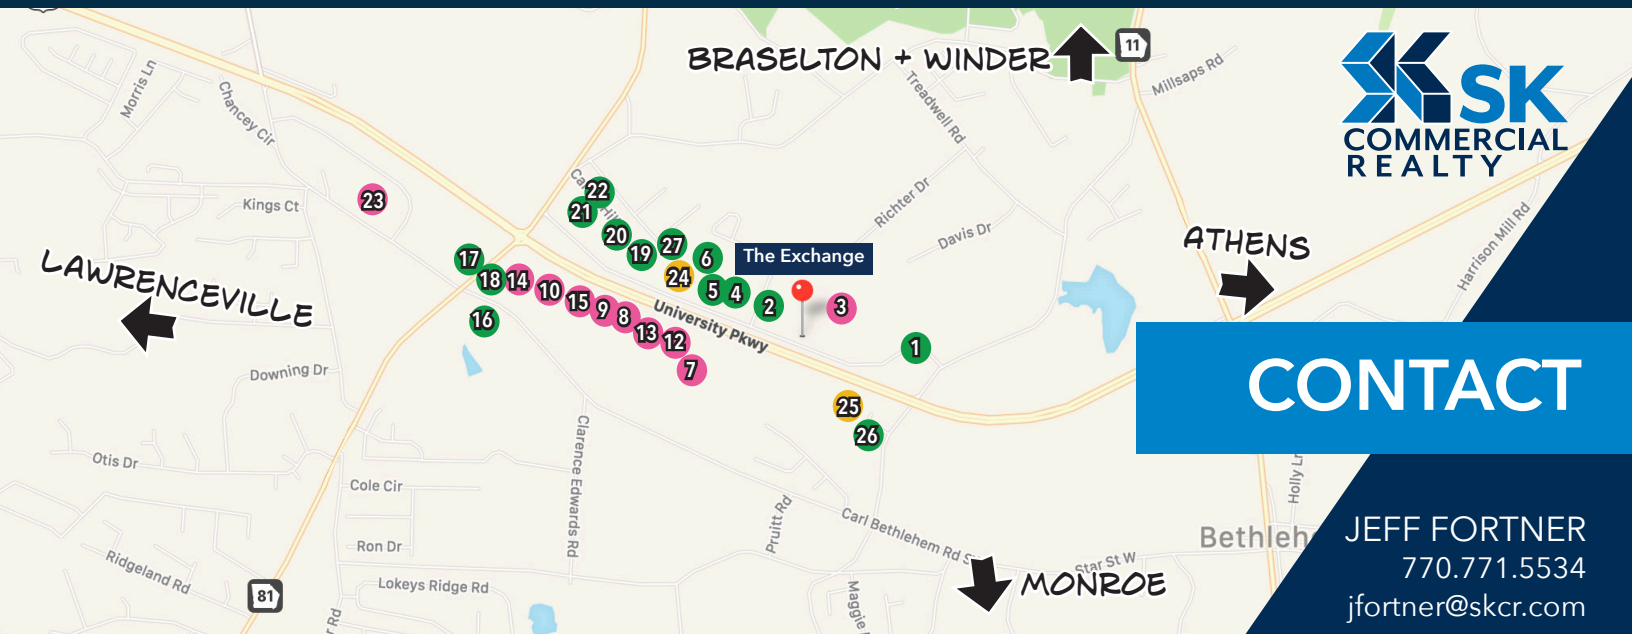 BRASELTON + WINDER
11
Millsaps Rd
Morris Ln
Chancey Cir
Treadwell Rd
SK
COMMERCIAL
REALTY
Kings Ct
23
22
21
20
19
27
24
6
5
4
2
The Exchange
3
1
Richter Dr
Davis Dr
ATHENS
Harrison Mill Rd
LAWRENCEVILLE
17
18
14
10
15
9
8
13
12
7
16
University Pkwy
25
26
CONTACT
Downing Dr
Otis Dr
Cole Cir
Clarence Edwards Rd
Pruitt Rd
Carl Bethlehem Rd
Star St W
Holly Ln
Ron Dr
Ridgeland Rd
Lokeys Ridge Rd
81
Maggie
MONROE
JEFF FORTNER
770.771.5534
jfortner@skcr.com